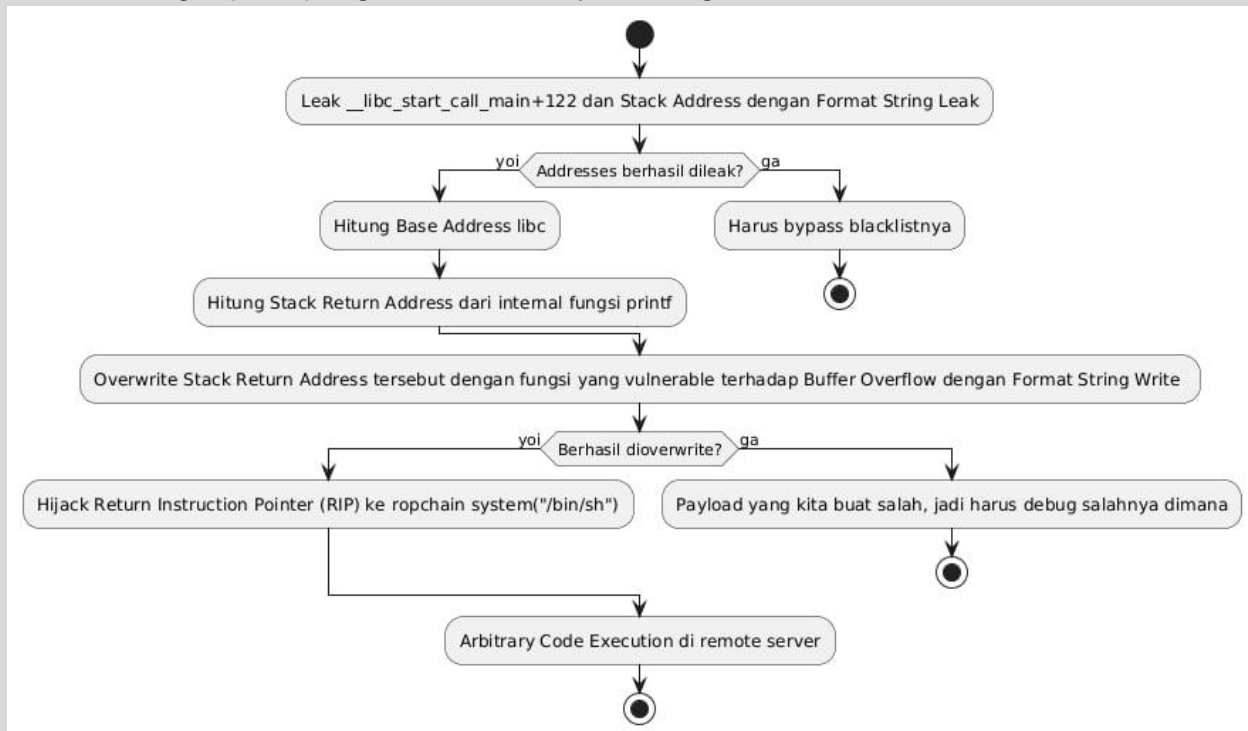 Leak __libc_start_call_main+122 dan Stack Address dengan Format String Leak
yoi
Addresses berhasil dileak?
ga
Hitung Base Address libc
Harus bypass blacklistnya
Hitung Stack Return Address dari internal fungsi printf
Overwrite Stack Return Address tersebut dengan fungsi yang vulnerable terhadap Buffer Overflow dengan Format String Write
yoi
Berhasil dioverwrite?
ga
Hijack Return Instruction Pointer (RIP) ke ropchain system("/bin/sh")
Payload yang kita buat salah, jadi harus debug salahnya dimana
Arbitrary Code Execution di remote server